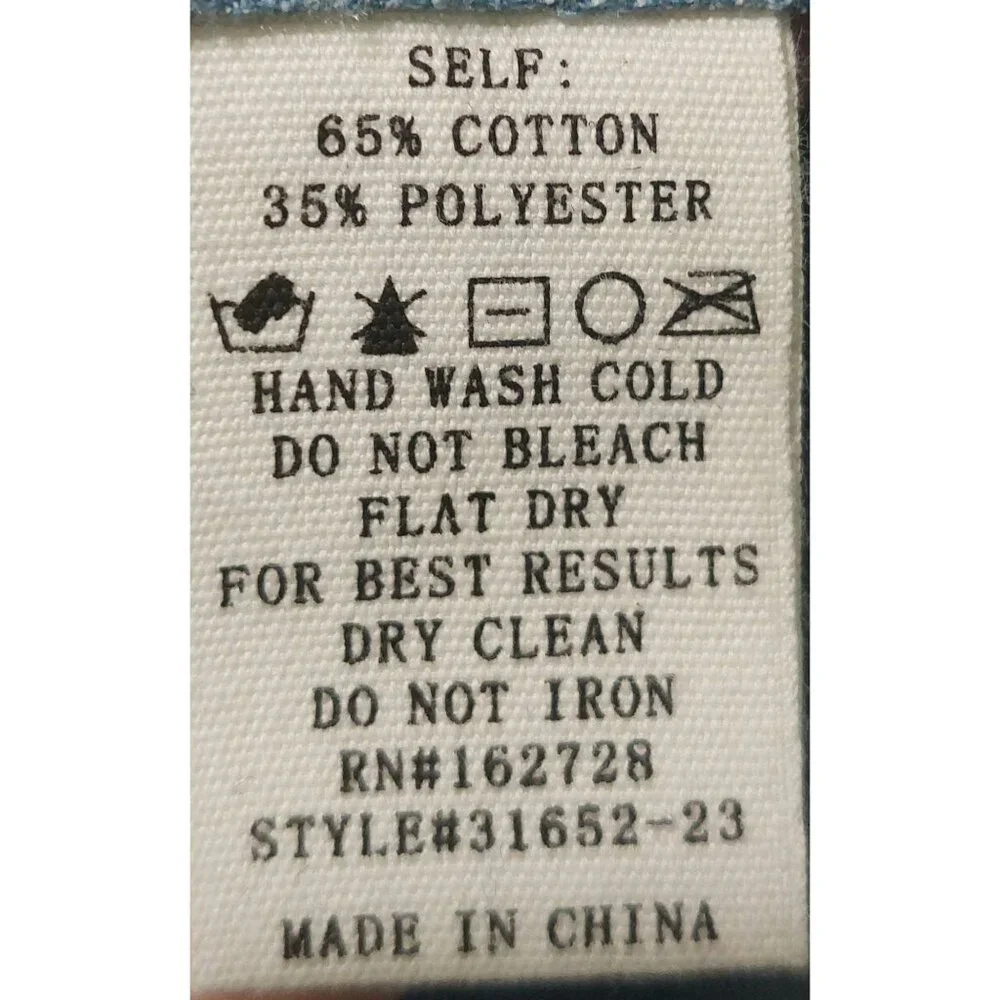 SELF:
65% COTTON
35% POLYESTER
HAND WASH COLD
DO NOT BLEACH
FLAT DRY
FOR BEST RESULTS
DRY CLEAN
DO NOT IRON
RN#162728
STYLE#31652-23
MADE IN CHINA